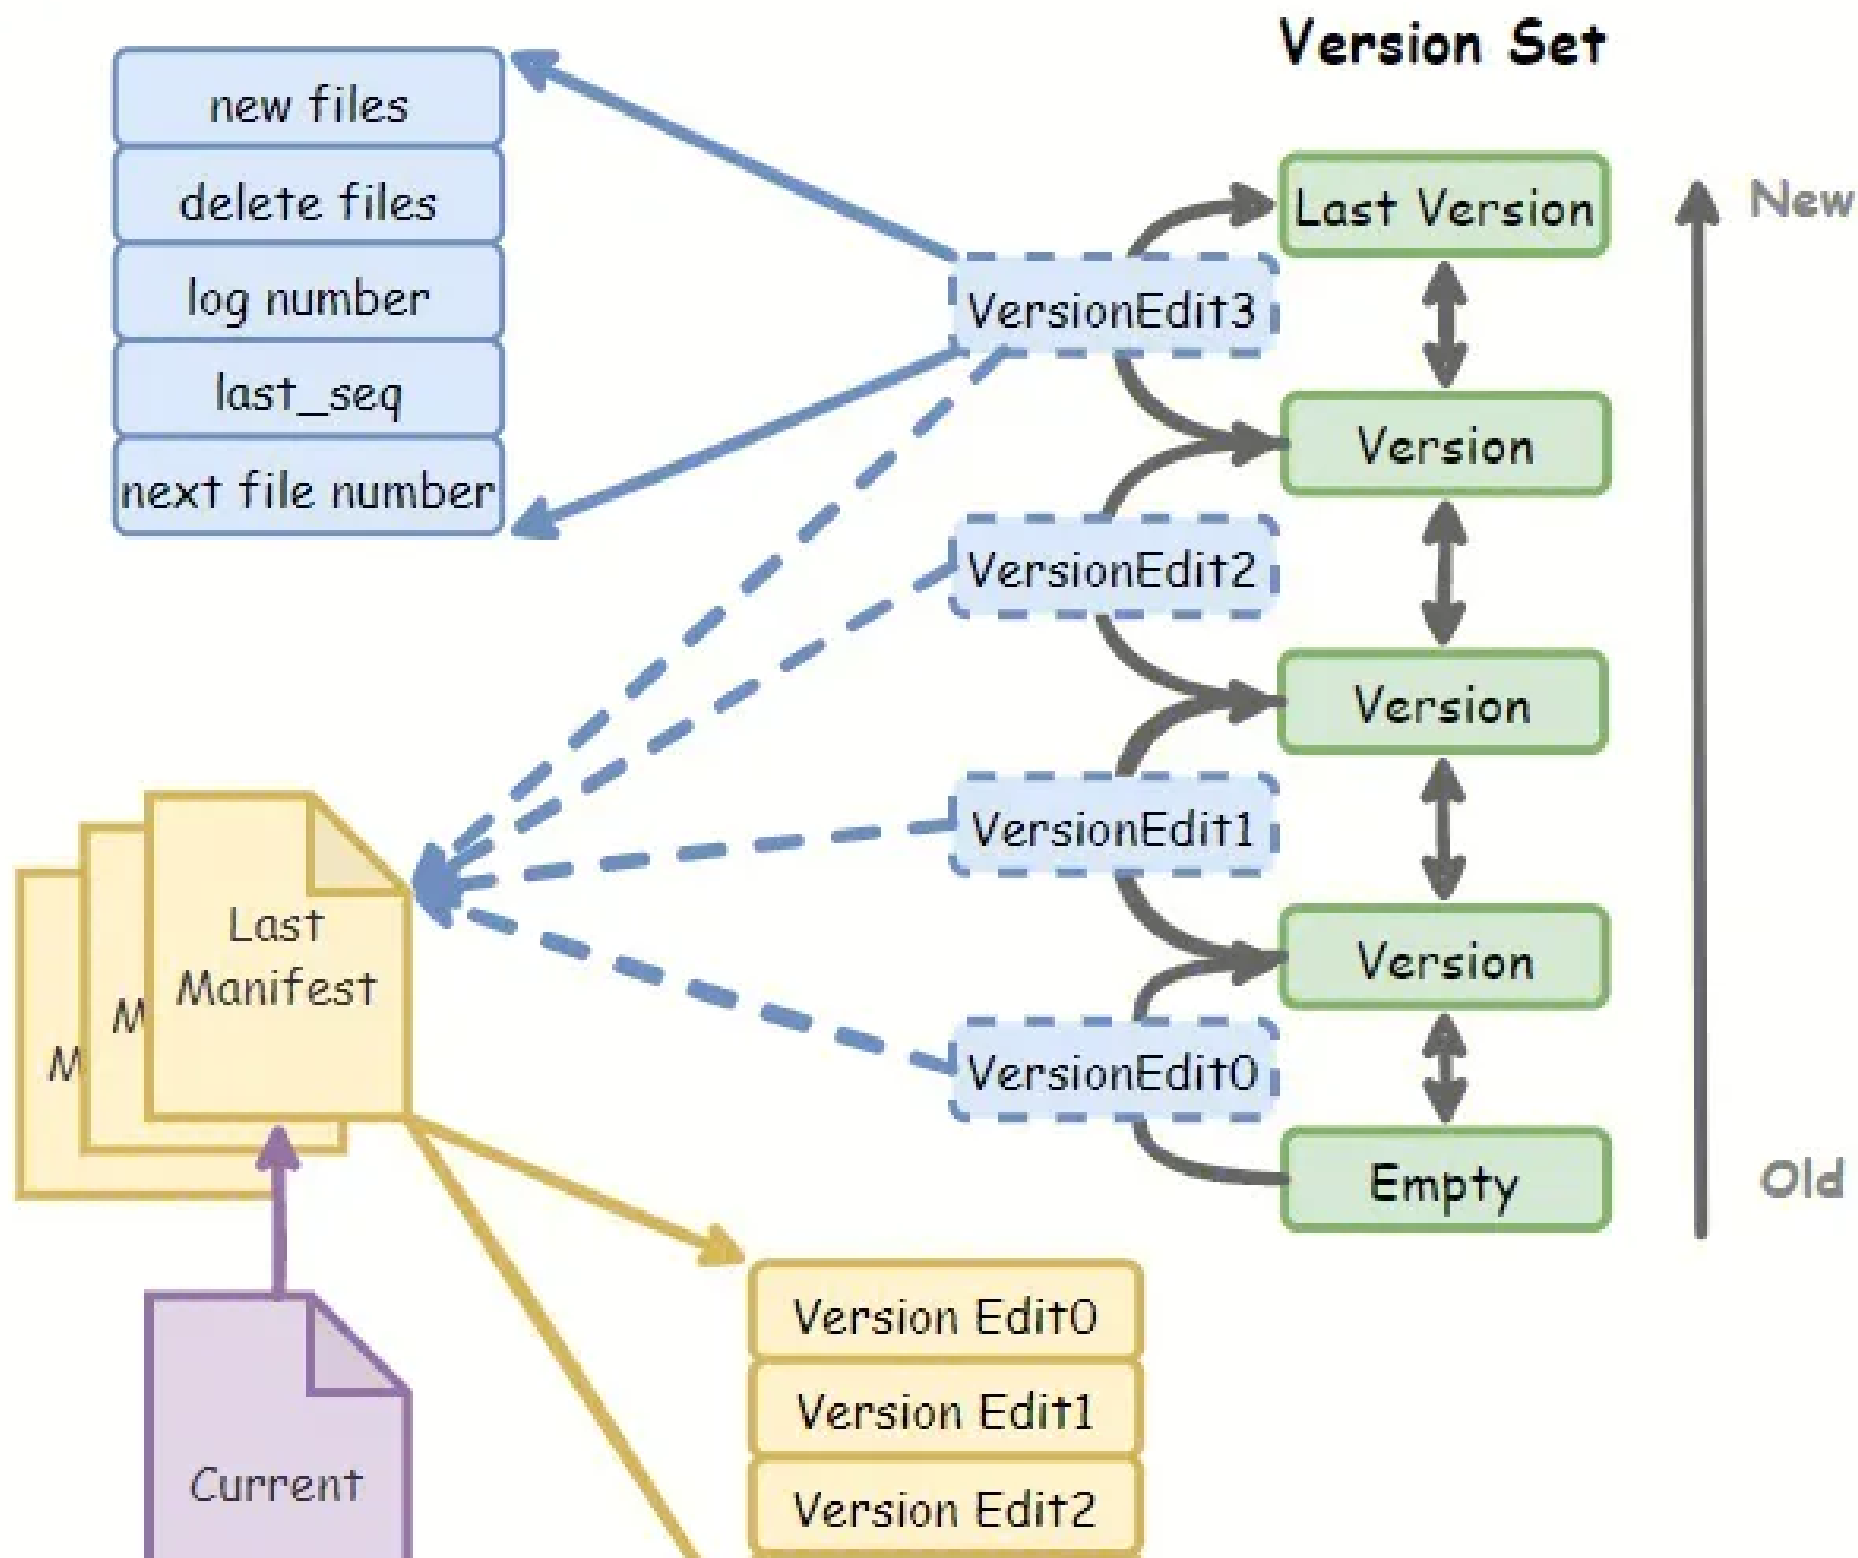 Version Set
new files
delete files
log number
last_seq
next file number
Last Version
New
VersionEdit3
Version
VersionEdit2
Version
VersionEdit1
Version
VersionEdit0
Empty
Old
Last
Manifest
M
M
Version Edit0
Version Edit1
Version Edit2
Current